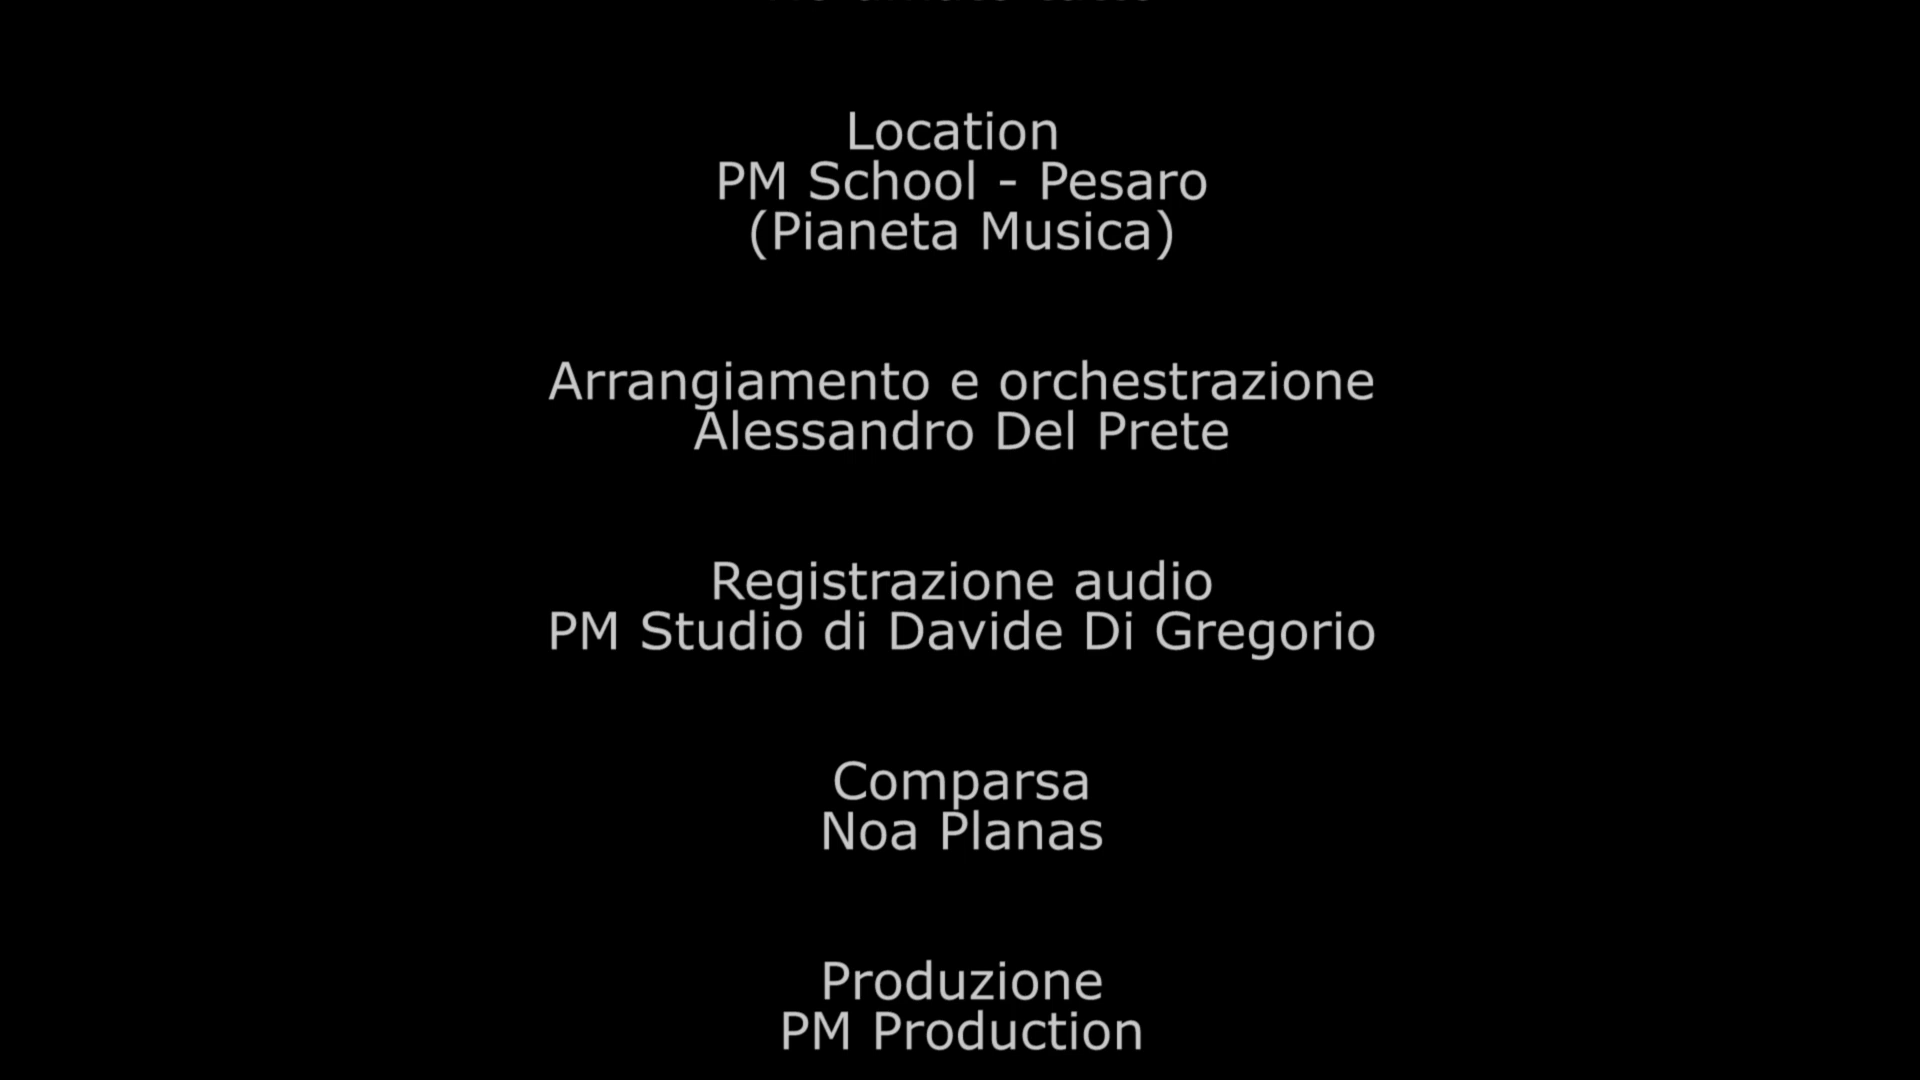 Location
PM School - Pesaro
(Pianeta Musica)
Arrangiamento e orchestrazione
Alessandro Del Prete
Registrazione audio
PM Studio di Davide Di Gregorio
Comparsa
Noa Planas
Produzione
PM Production